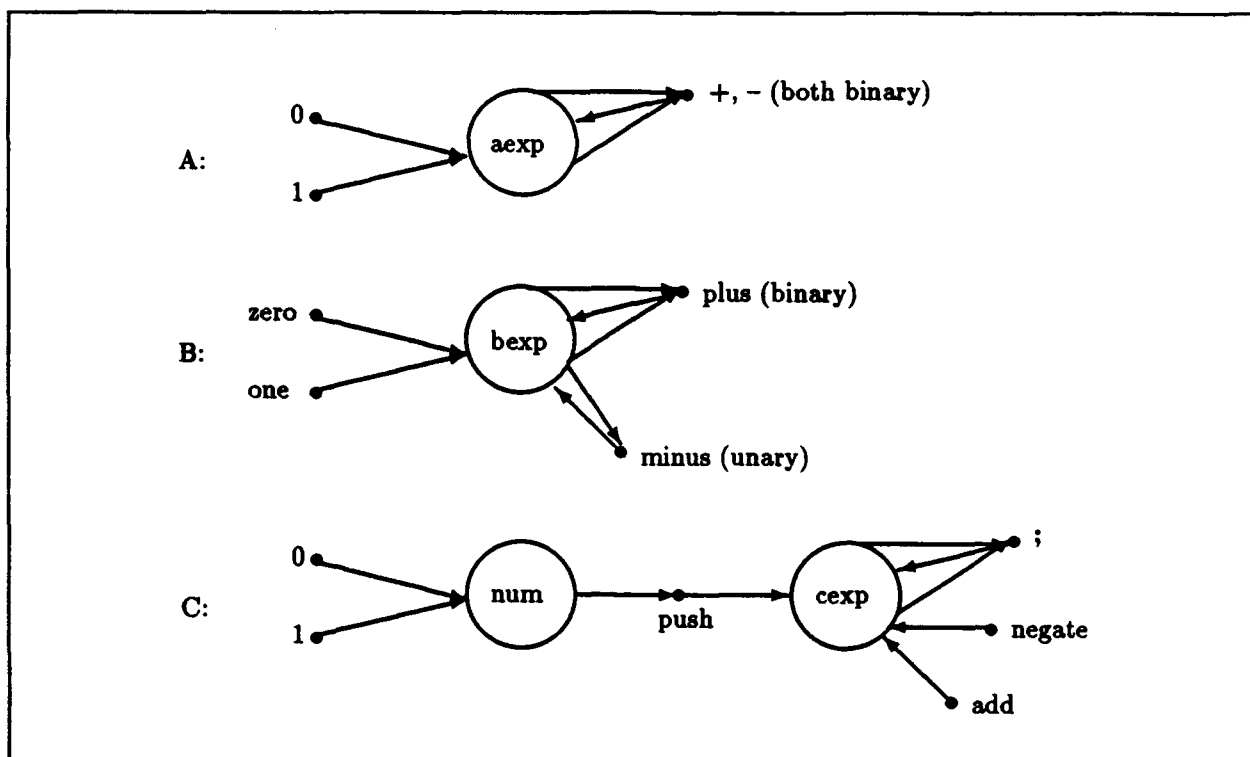 +, – (both binary)
0
aexp
A:
1
plus (binary)
zero
bexp
B:
one
minus (unary)
;
0
num
cexp
C:
push
1
negate
add